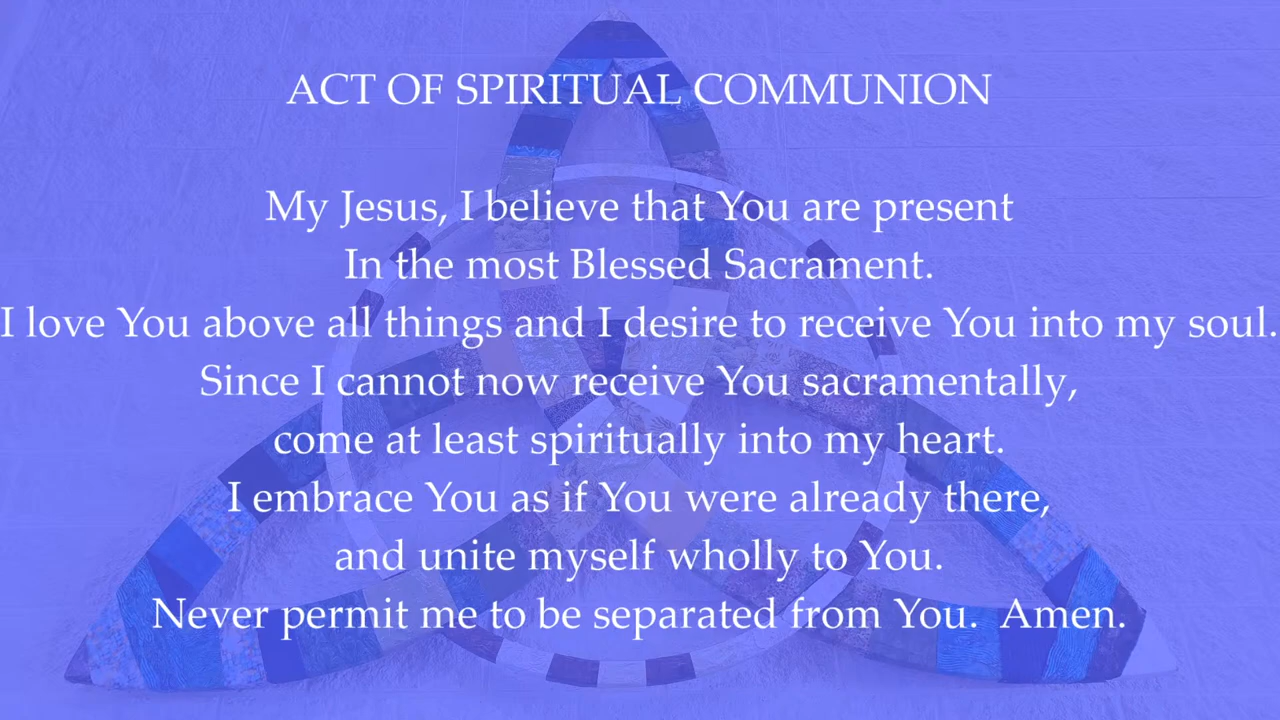 ACT OF SPIRITUAL COMMUNION
My Jesus, I believe that You are present
In the most Blessed Sacrament.
I love You above all things and I desire to receive You into my soul.
Since I cannot now receive You sacramentally,
come at least spiritually into my heart.
I embrace You as if You were already there,
and unite myself wholly to You.
Never permit me to be separated from You.  Amen.